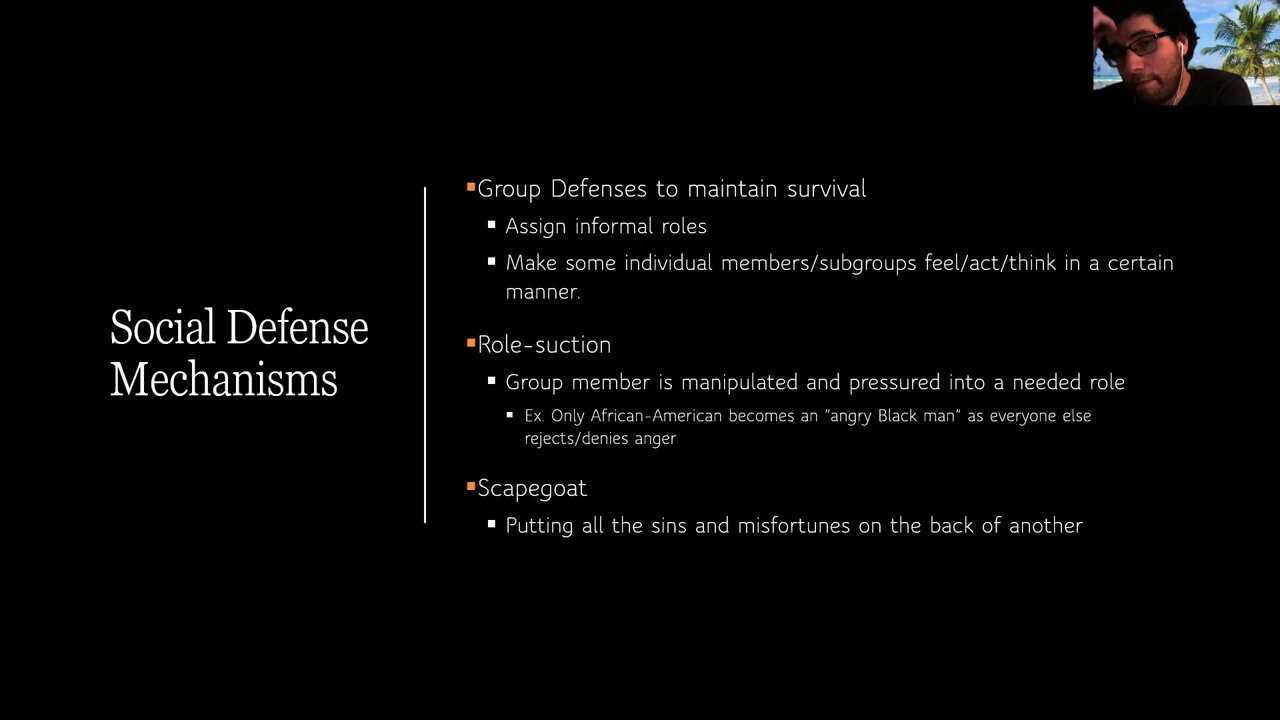 Social Defense
Mechanisms
Group Defenses to maintain survival
Assign informal roles
Make some individual members/subgroups feel/act/think in a certain
manner.
Role-suction
Group member is manipulated and pressured into a needed role
Ex. Only African-American becomes an "angry Black man" as everyone else
rejects/denies anger
Scapegoat
Putting all the sins and misfortunes on the back of another